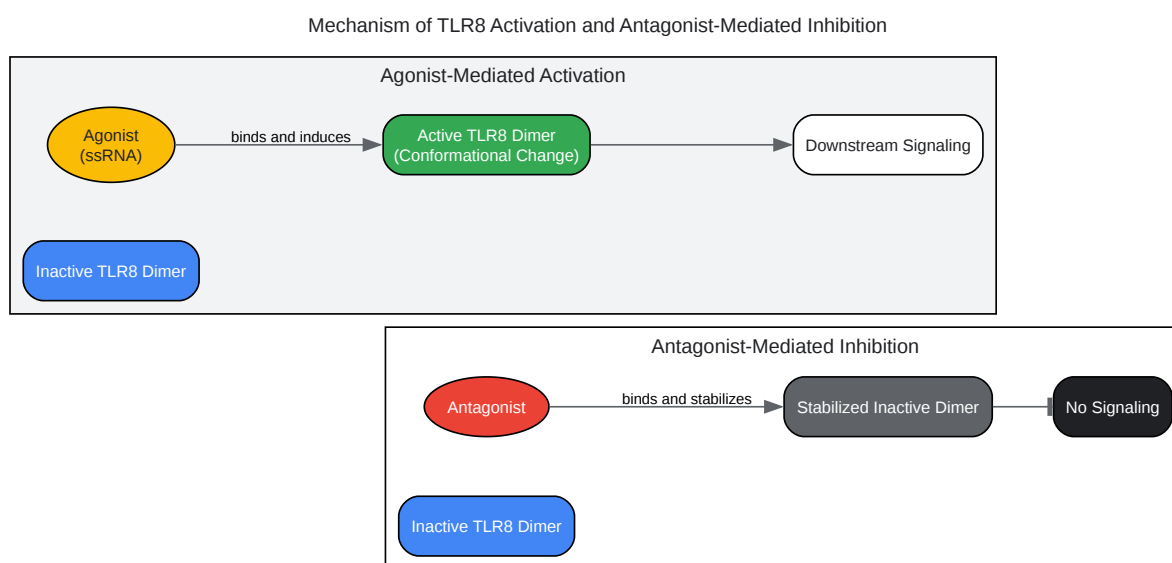 Mechanism of TLR8 Activation and Antagonist-Mediated Inhibition
Agonist-Mediated Activation
Agonist
(ssRNA)
binds and induces
Active TLR8 Dimer
(Conformational Change)
Downstream Signaling
Inactive TLR8 Dimer
Antagonist-Mediated Inhibition
Antagonist
binds and stabilizes
Stabilized Inactive Dimer
No Signaling
Inactive TLR8 Dimer